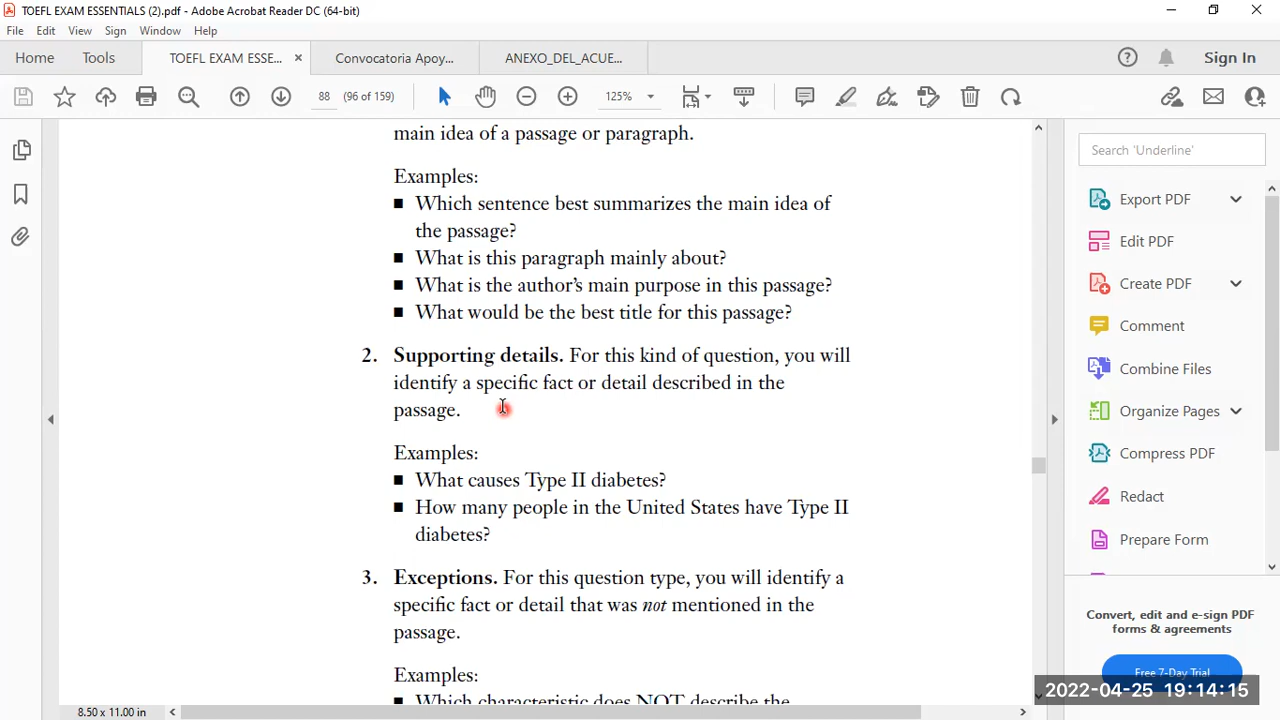 TOEFL EXAM ESSENTIALS (2).pdf - Adobe Acrobat Reader DC (64-bit)
File Edit View Sign Window Help
Home Tools TOEFL EXAM ESSE... × Convocatoria Apoy... ANEXO_DEL_ACUE... Sign In
88 (96 of 159) 125%
main idea of a passage or paragraph.
Examples:
■ Which sentence best summarizes the main idea of
the passage?
■ What is this paragraph mainly about?
■ What is the author's main purpose in this passage?
■ What would be the best title for this passage?
2. Supporting details. For this kind of question, you will
identify a specific fact or detail described in the
passage.
Examples:
■ What causes Type II diabetes?
■ How many people in the United States have Type II
diabetes?
3. Exceptions. For this question type, you will identify a
specific fact or detail that was not mentioned in the
passage.
Examples:
■ Which characteristic does NOT describe the
8.50 x 11.00 in
Search 'Underline'
Export PDF
Edit PDF
Create PDF
Comment
Combine Files
Organize Pages
Compress PDF
Redact
Prepare Form
Convert, edit and e-sign PDF
forms & agreements
Free 7-Day Trial
2022-04-25 19:14:15